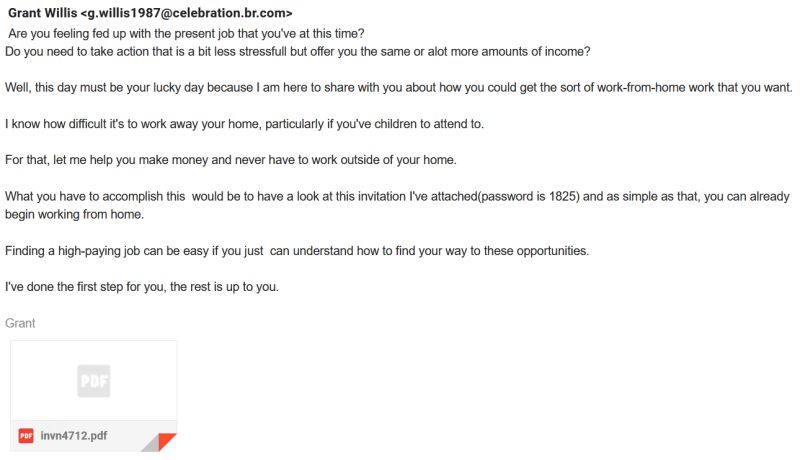 Grant Willis <g.willis1987@celebration.br.com>
Are you feeling fed up with the present job that you've at this time?
Do you need to take action that is a bit less stressfull but offer you the same or alot more amounts of income?
Well, this day must be your lucky day because I am here to share with you about how you could get the sort of work-from-home work that you want.
I know how difficult it's to work away your home, particularly if you've children to attend to.
For that, let me help you make money and never have to work outside of your home.
What you have to accomplish this  would be to have a look at this invitation I've attached(password is 1825) and as simple as that, you can already
begin working from home.
Finding a high-paying job can be easy if you just  can understand how to find your way to these opportunities.
I've done the first step for you, the rest is up to you.
Grant
PDF
PDF invn4712.pdf